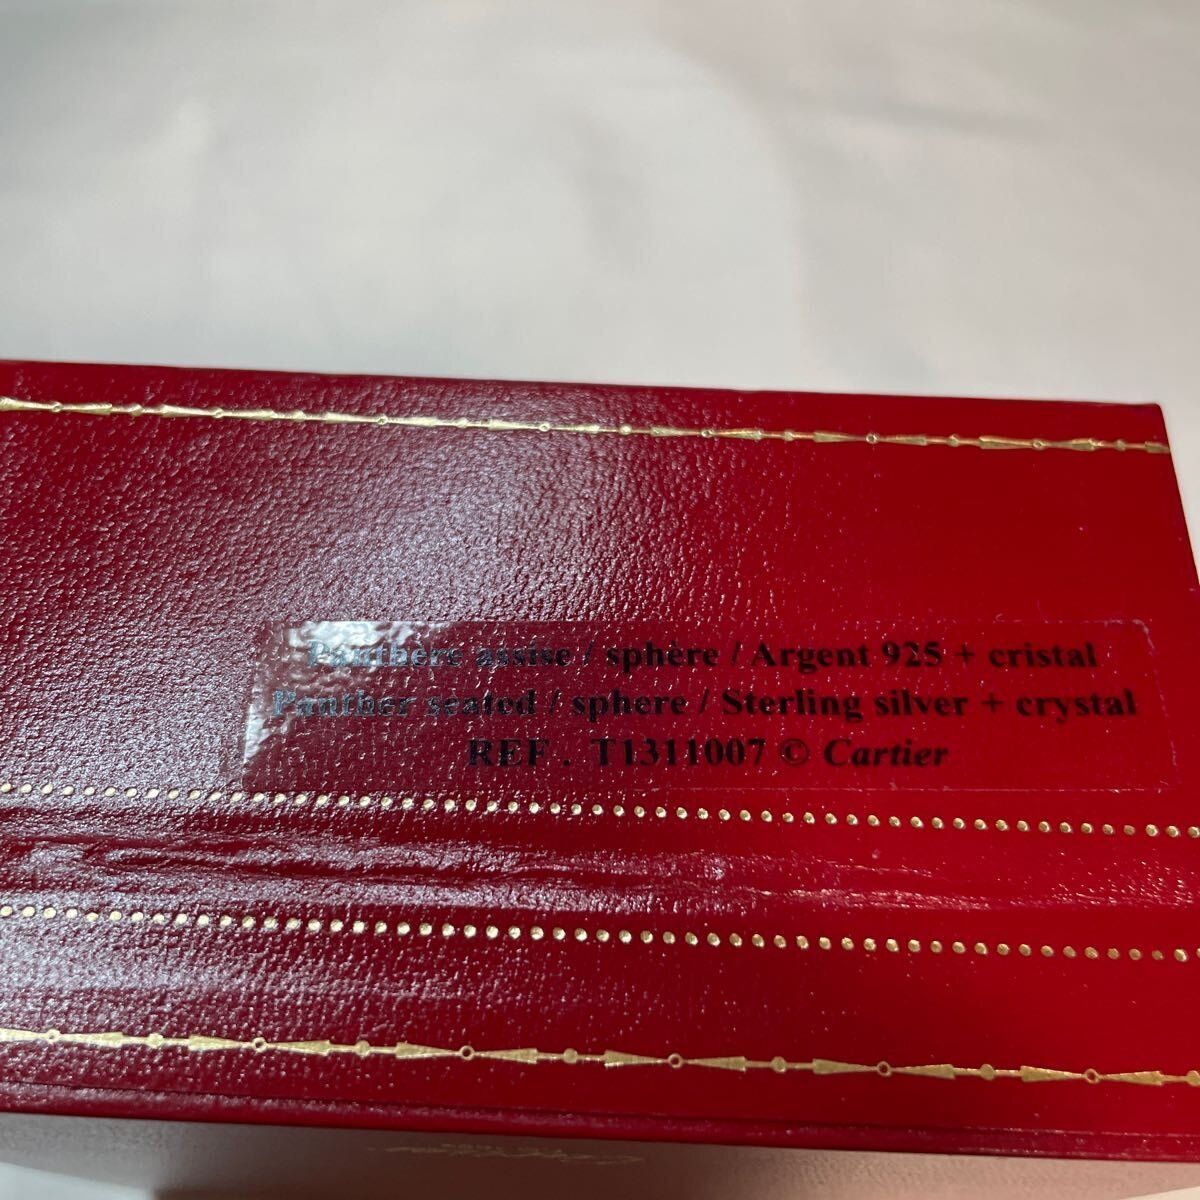 Panthère assise / sphère / Argent 925 + cristal
Panther seated / sphere / Sterling silver + crystal
REF . T1311007 © Cartier